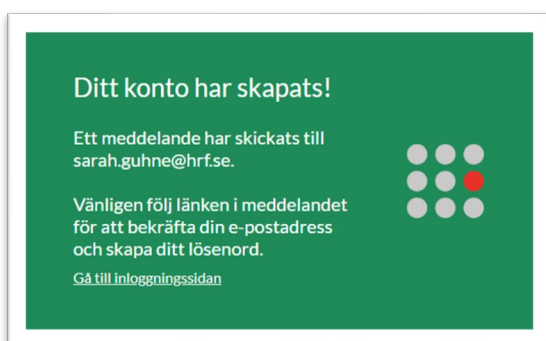 Ditt konto har skapats!
Ett meddelande har skickats till
sarah.guhne@hrf.se.
Vänligen följ länken i meddelandet
för att bekräfta din e-postadress
och skapa ditt lösenord.
Gå till inloggningssidan